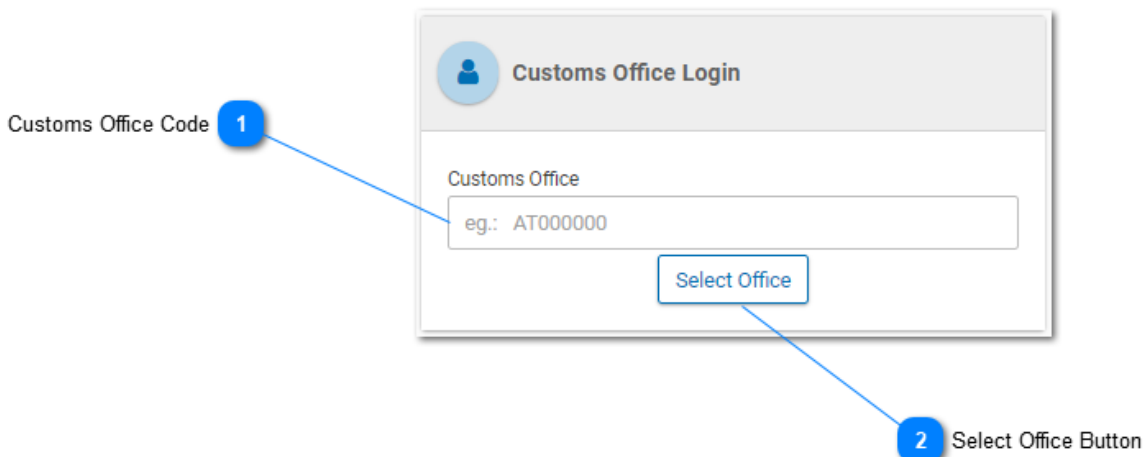 Customs Office Login
Customs Office Code 1
Customs Office
eg.: AT000000
Select Office
2 Select Office Button